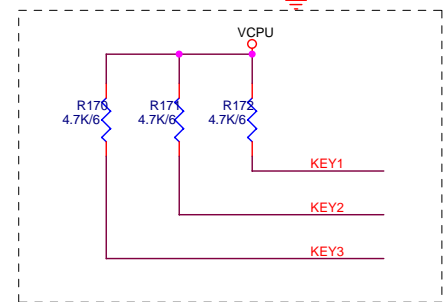 VCPU
R170 R171 R172
4.7K/6 4.7K/6 4.7K/6
KEY1
KEY2
KEY3